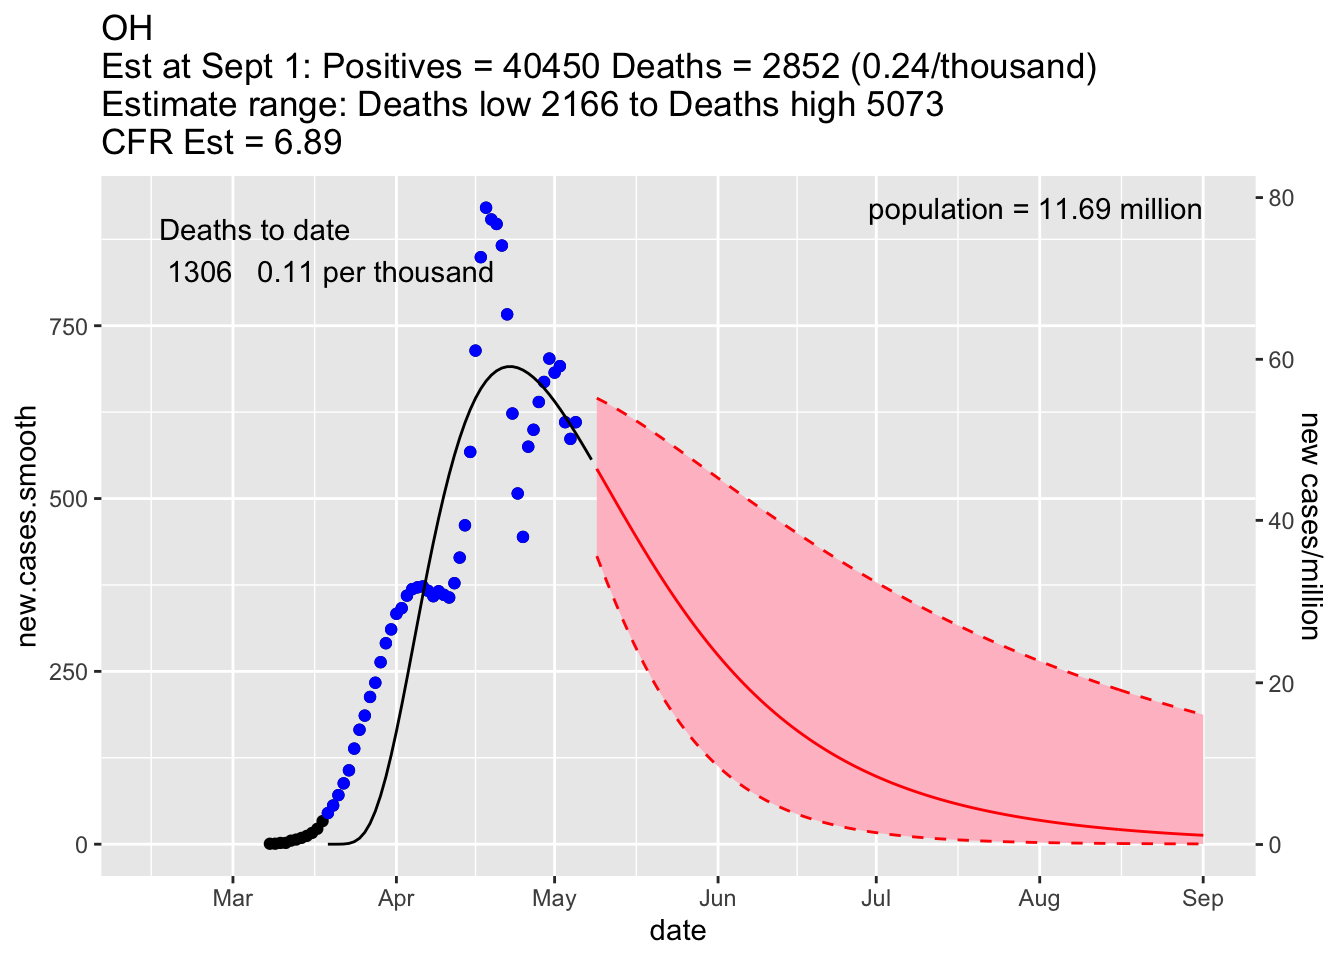 OH
Est at Sept 1: Positives = 40450 Deaths = 2852 (0.24/thousand)
Estimate range: Deaths low 2166 to Deaths high 5073
CFR Est = 6.89
Deaths to date
1306 0.11 per thousand
population = 11.69 million
new.cases.smooth
750
500
250
0
80
60
40
20
0
new cases/million
Mar Apr May Jun Jul Aug Sep
date